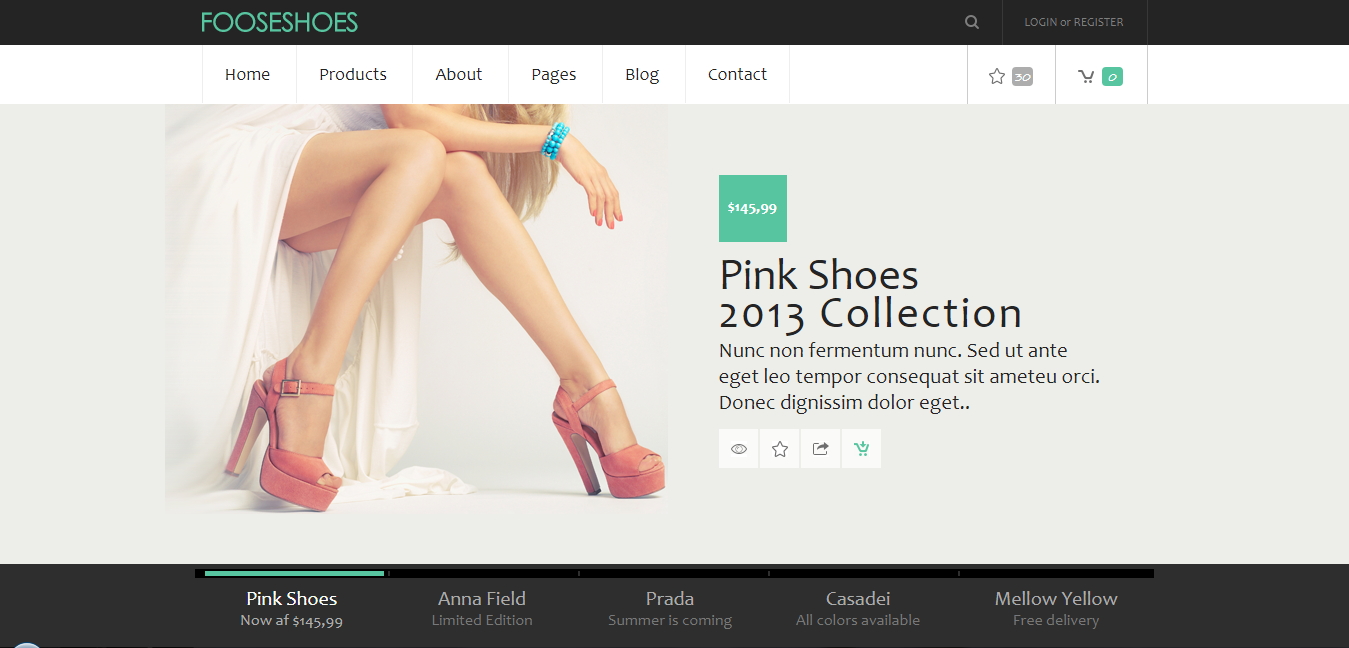 FOOSESHOES
LOGIN or REGISTER
Home
Products
About
Pages
Blog
Contact
30
0
$145,99
Pink Shoes
2013 Collection
Nunc non fermentum nunc. Sed ut ante
eget leo tempor consequat sit ameteu orci.
Donec dignissim dolor eget..
Pink Shoes
Now af $145,99
Anna Field
Limited Edition
Prada
Summer is coming
Casadei
All colors available
Mellow Yellow
Free delivery